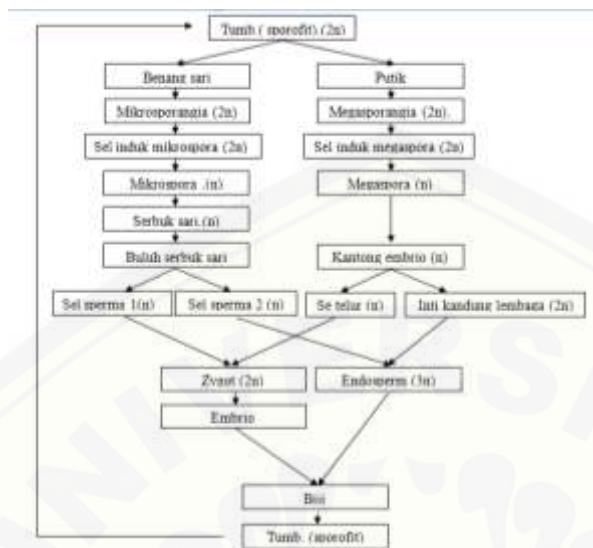 Tumb ( sporofit) (2n)
Benang sari
Putik
Mikrosporangia (2n)
Megasporangia (2n).
Sel induk mikrospora (2n)
Sel induk megaspora (2n)
Mikrospora .(n)
Megaspora (n)
Serbuk sari.(n)
Buluh serbuk sari
Kantong embrio (n)
Sel sperma 1(n)
Sel sperma 2 (n)
Se telur (n)
Inti kandung lembaga (2n)
Zygot (2n)
Endosperm (3n)
Embrio
Biji
Tumb. (sporofit)